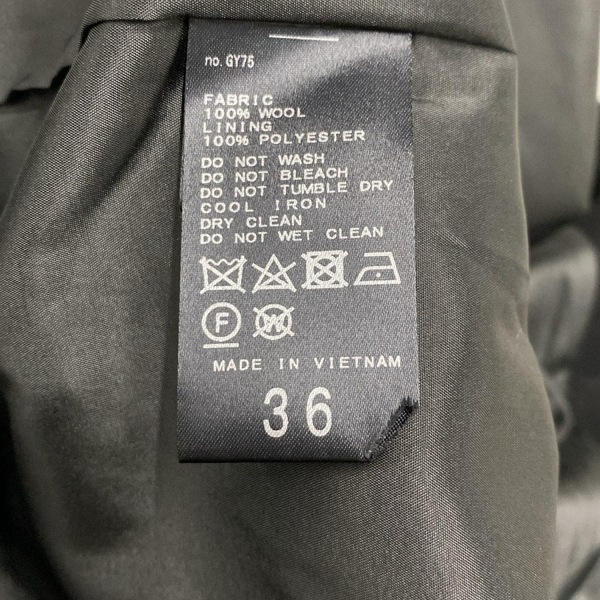 no. GY75
FABRIC
100% WOOL
LINING
100% POLYESTER
DO NOT WASH
DO NOT BLEACH
DO NOT TUMBLE DRY
COOL IRON
DRY CLEAN
DO NOT WET CLEAN
F W
MADE IN VIETNAM
36